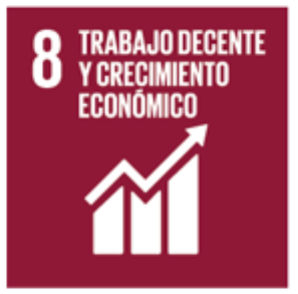 8 TRABAJO DECENTE
Y CRECIMIENTO
ECONÓMICO